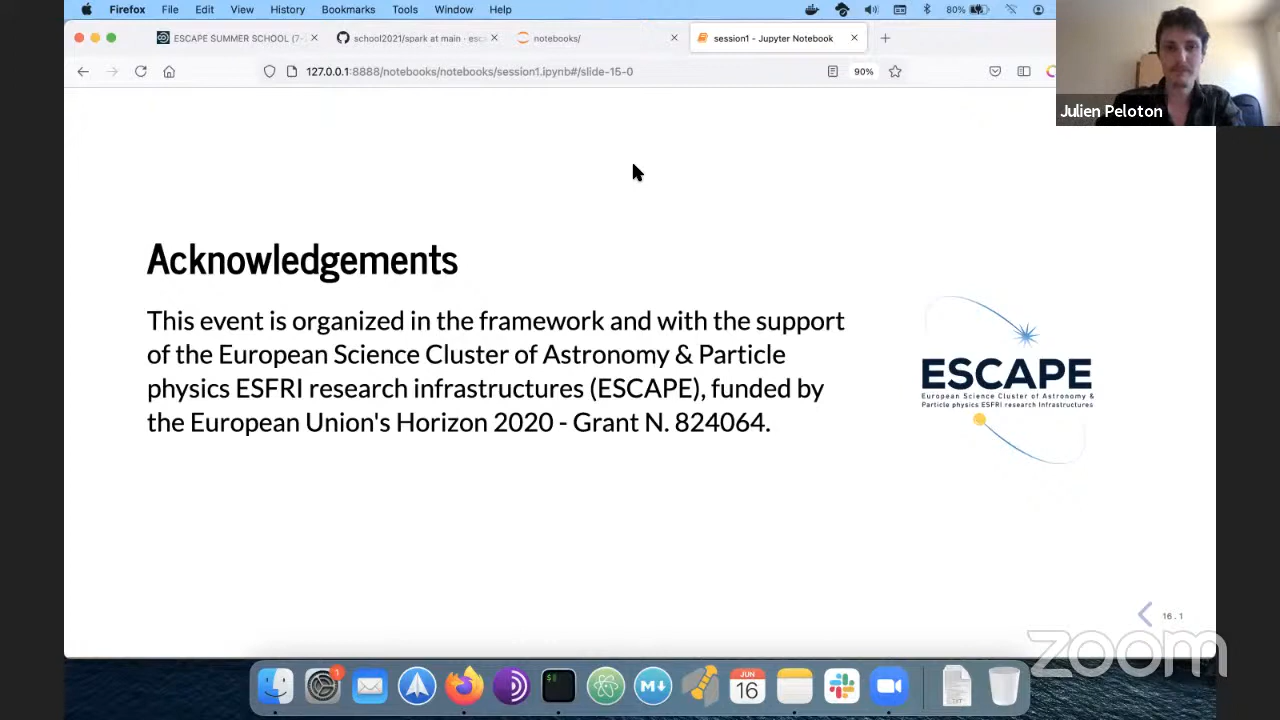 Firefox File Edit View History Bookmarks Tools Window Help 80%
ESCAPE SUMMER SCHOOL (7- school2021/spark at main · esc notebooks/ session1 - Jupyter Notebook
127.0.0.1:8888/notebooks/notebooks/session1.ipynb#/slide-15-0 90%
Julien Peloton
Acknowledgements
This event is organized in the framework and with the support
of the European Science Cluster of Astronomy & Particle
physics ESFRI research infrastructures (ESCAPE), funded by
the European Union's Horizon 2020 - Grant N. 824064.
ESCAPE
European Science Cluster of Astronomy &
Particle physics ESFRI research Infrastructures
16.1
zoom
1
$
M↓
JUN
16
TXT